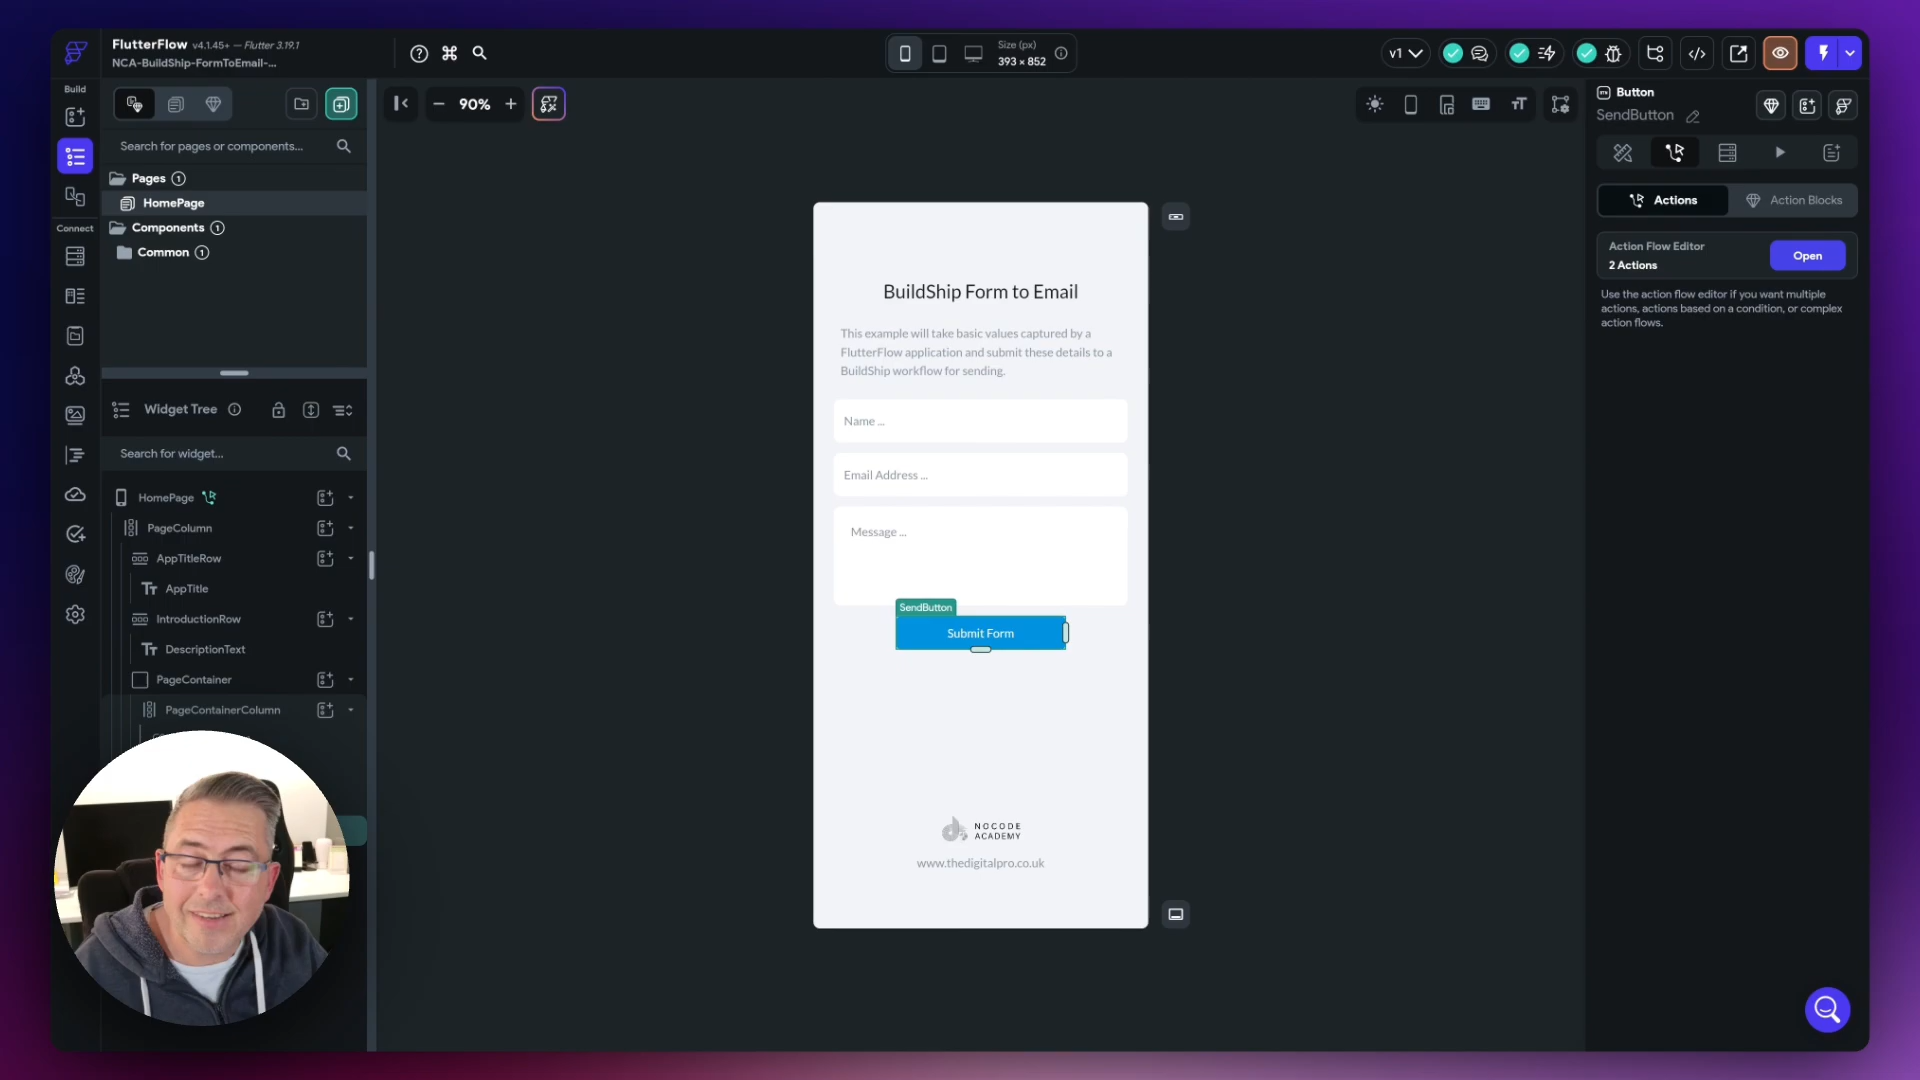 FlutterFlow v4.1.45+ — Flutter 3.19.1
NCA-BuildShip-FormToEmail-...
Size (px)
393 × 852
v1
Build
90%
Button
SendButton
Search for pages or components...
Pages 1
HomePage
Components 1
Common 1
Connect
Actions
Action Blocks
Action Flow Editor
2 Actions
Open
Use the action flow editor if you want multiple
actions, actions based on a condition, or complex
action flows.
BuildShip Form to Email
This example will take basic values captured by a
FlutterFlow application and submit these details to a
BuildShip workflow for sending.
Name ...
Email Address ...
Message ...
SendButton
Submit Form
NOCODE
ACADEMY
www.thedigitalpro.co.uk
Widget Tree
Search for widget...
HomePage
PageColumn
AppTitleRow
AppTitle
IntroductionRow
DescriptionText
PageContainer
PageContainerColumn